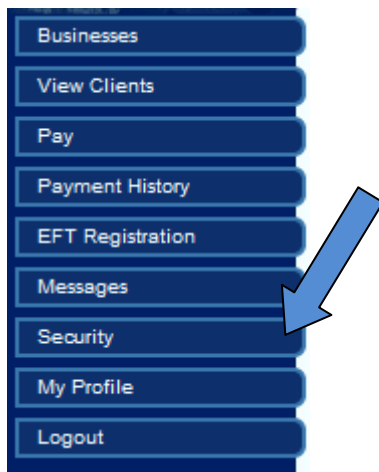 Businesses
View Clients
Pay
Payment History
EFT Registration
Messages
Security
My Profile
Logout